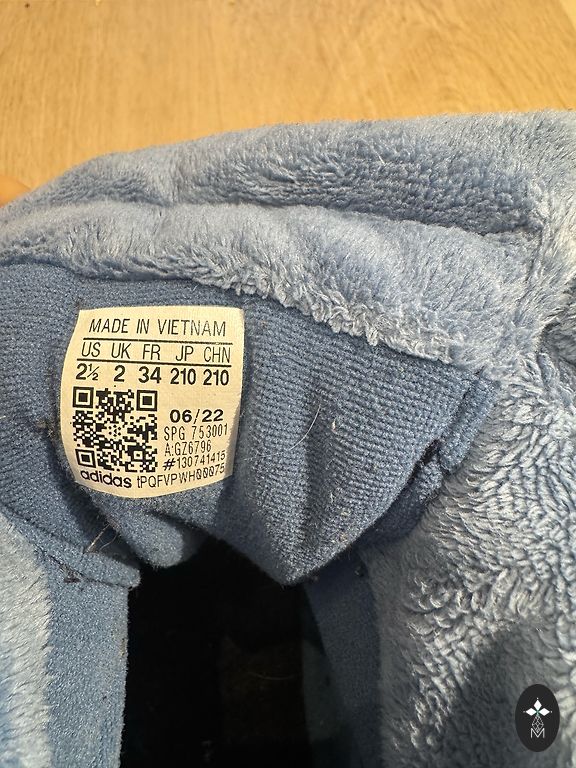 MADE IN VIETNAM
US UK FR JP CHN
2½ 2 34 210 210
06/22
SPG 753001
A:GZ6796
#130741415
adidas tPQFVPWH00075
M